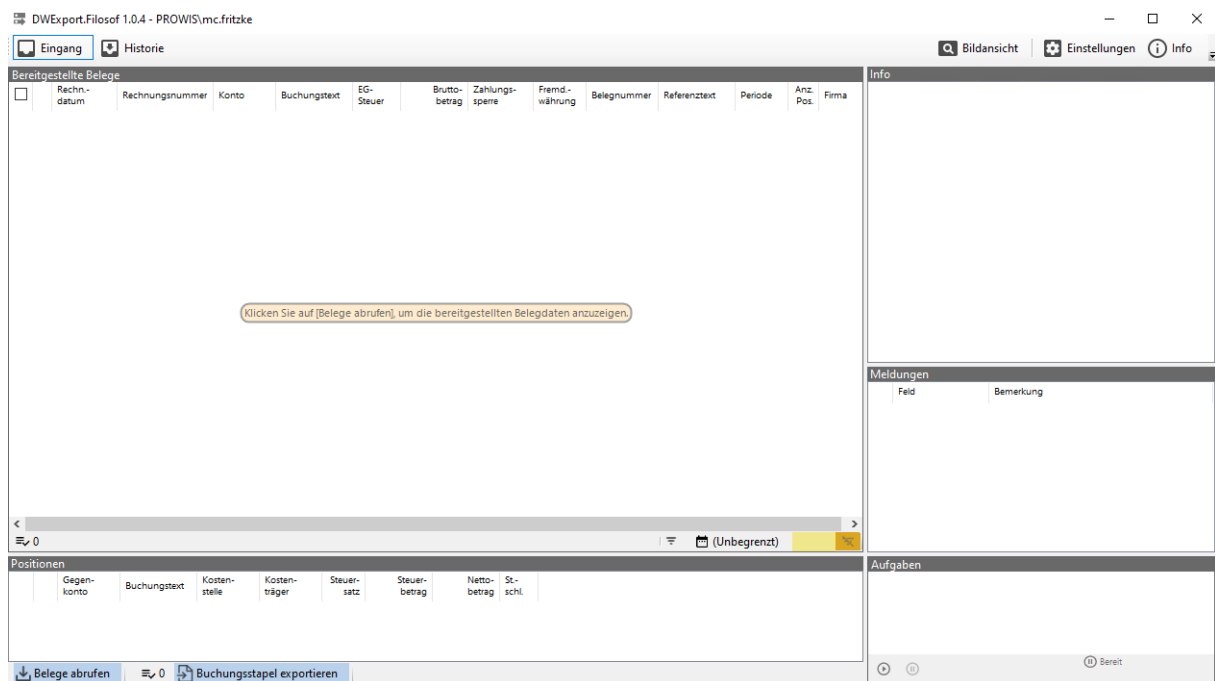 DWExport.Filosof 1.0.4 - PROWIS\mc.fritzke
Eingang Historie Bildansicht Einstellungen Info
Bereitgestellte Belege
Rechn.-datum Rechnungsnummer Konto Buchungstext EG-Steuer Brutto-betrag Zahlungs-sperre Fremd.-währung Belegnummer Referenztext Periode Anz. Pos. Firma
Klicken Sie auf [Belege abrufen], um die bereitgestellten Belegdaten anzuzeigen.
0 (Unbegrenzt)
Info
Meldungen
Feld Bemerkung
Positionen
Gegen-konto Buchungstext Kosten-stelle Kosten-träger Steuer-satz Steuer-betrag Netto-betrag St.-schl.
Aufgaben
Belege abrufen 0 Buchungsstapel exportieren
Bereit